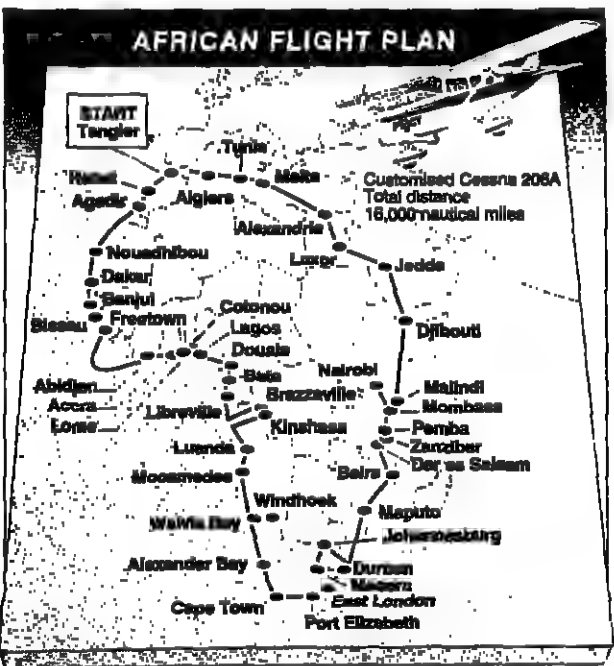 AFRICAN FLIGHT PLAN
START
Tangier
Tunis
Malta
Rabat
Agadir
Algiers
Customised Cessna 206A
Total distance
16,000 nautical miles
Alexandria
Luxor
Jedda
Nouadhibou
Dakar
Banjul
Bissau
Freetown
Cotonou
Lagos
Douala
Djibouti
Abidjan
Accra
Lome
Bata
Libreville
Brazzaville
Kinshasa
Nairobi
Malindi
Mombasa
Pemba
Zanzibar
Dar es Salaam
Luanda
Mocamedes
Beira
Windhoek
Walvis Bay
Maputo
Johannesburg
Alexander Bay
Durban
Maseru
East London
Cape Town
Port Elizabeth